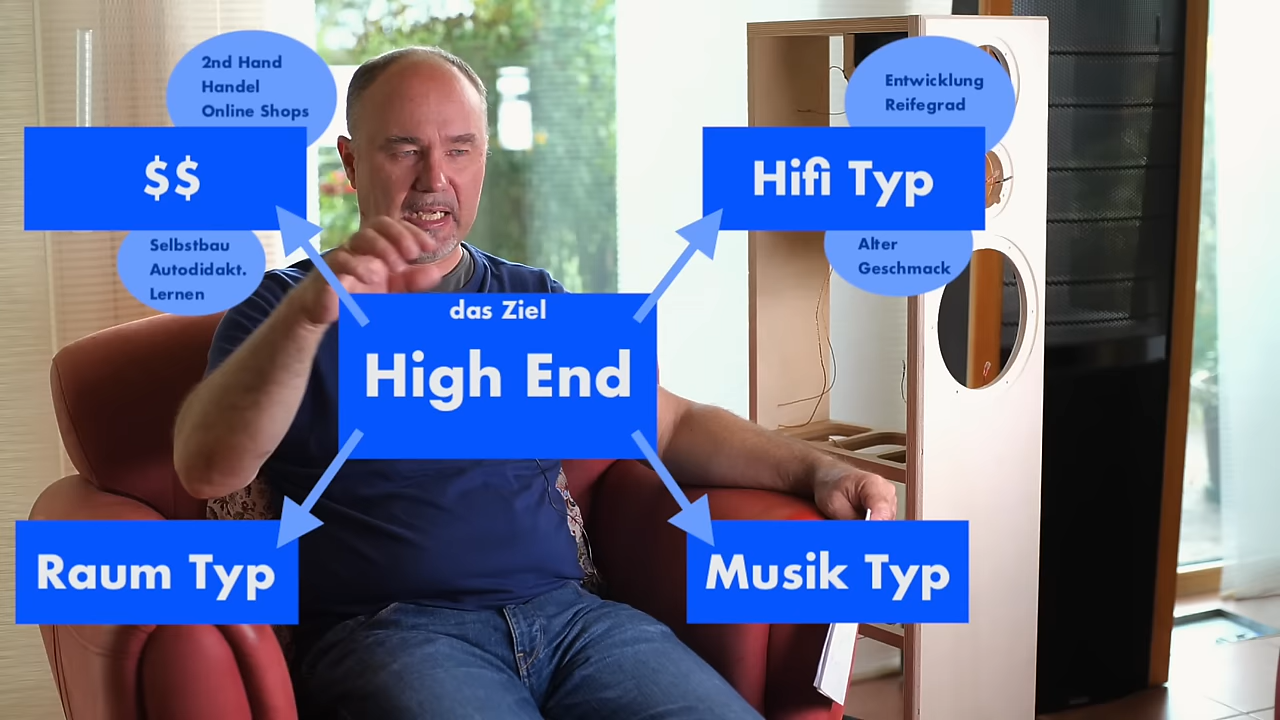 2nd Hand
Handel
Online Shops
$$
Selbstbau
Autodidakt.
Lernen
Entwicklung
Reifegrad
Hifi Typ
Alter
Geschmack
das Ziel
High End
Raum Typ
Musik Typ